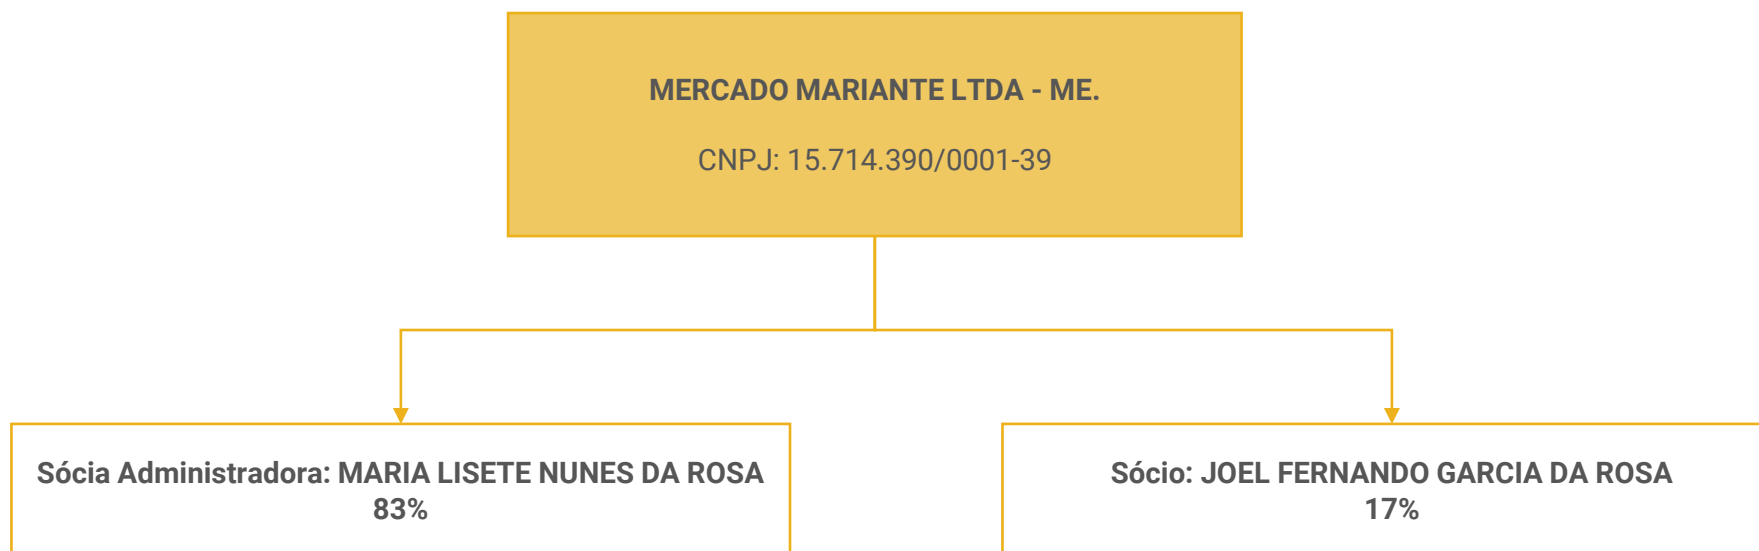 MERCADO MARIANTE LTDA - ME.
CNPJ: 15.714.390/0001-39
Sócia Administradora: MARIA LISETE NUNES DA ROSA
83%
Sócio: JOEL FERNANDO GARCIA DA ROSA
17%